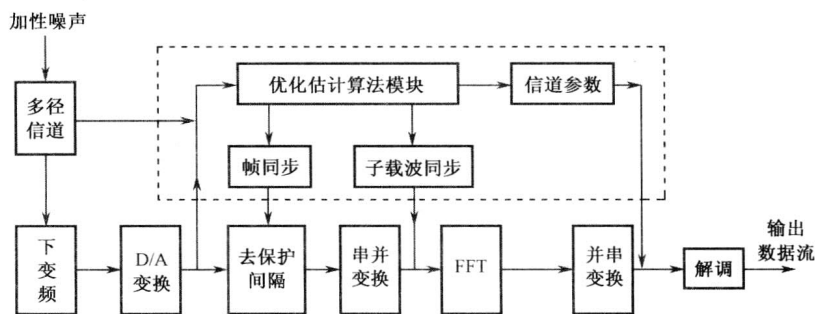 加性噪声
多径
信道
优化估计算法模块
信道参数
帧同步
子载波同步
下
变
频
D/A
变换
去保护
间隔
串并
变换
FFT
并串
变换
解调
输出
数据流